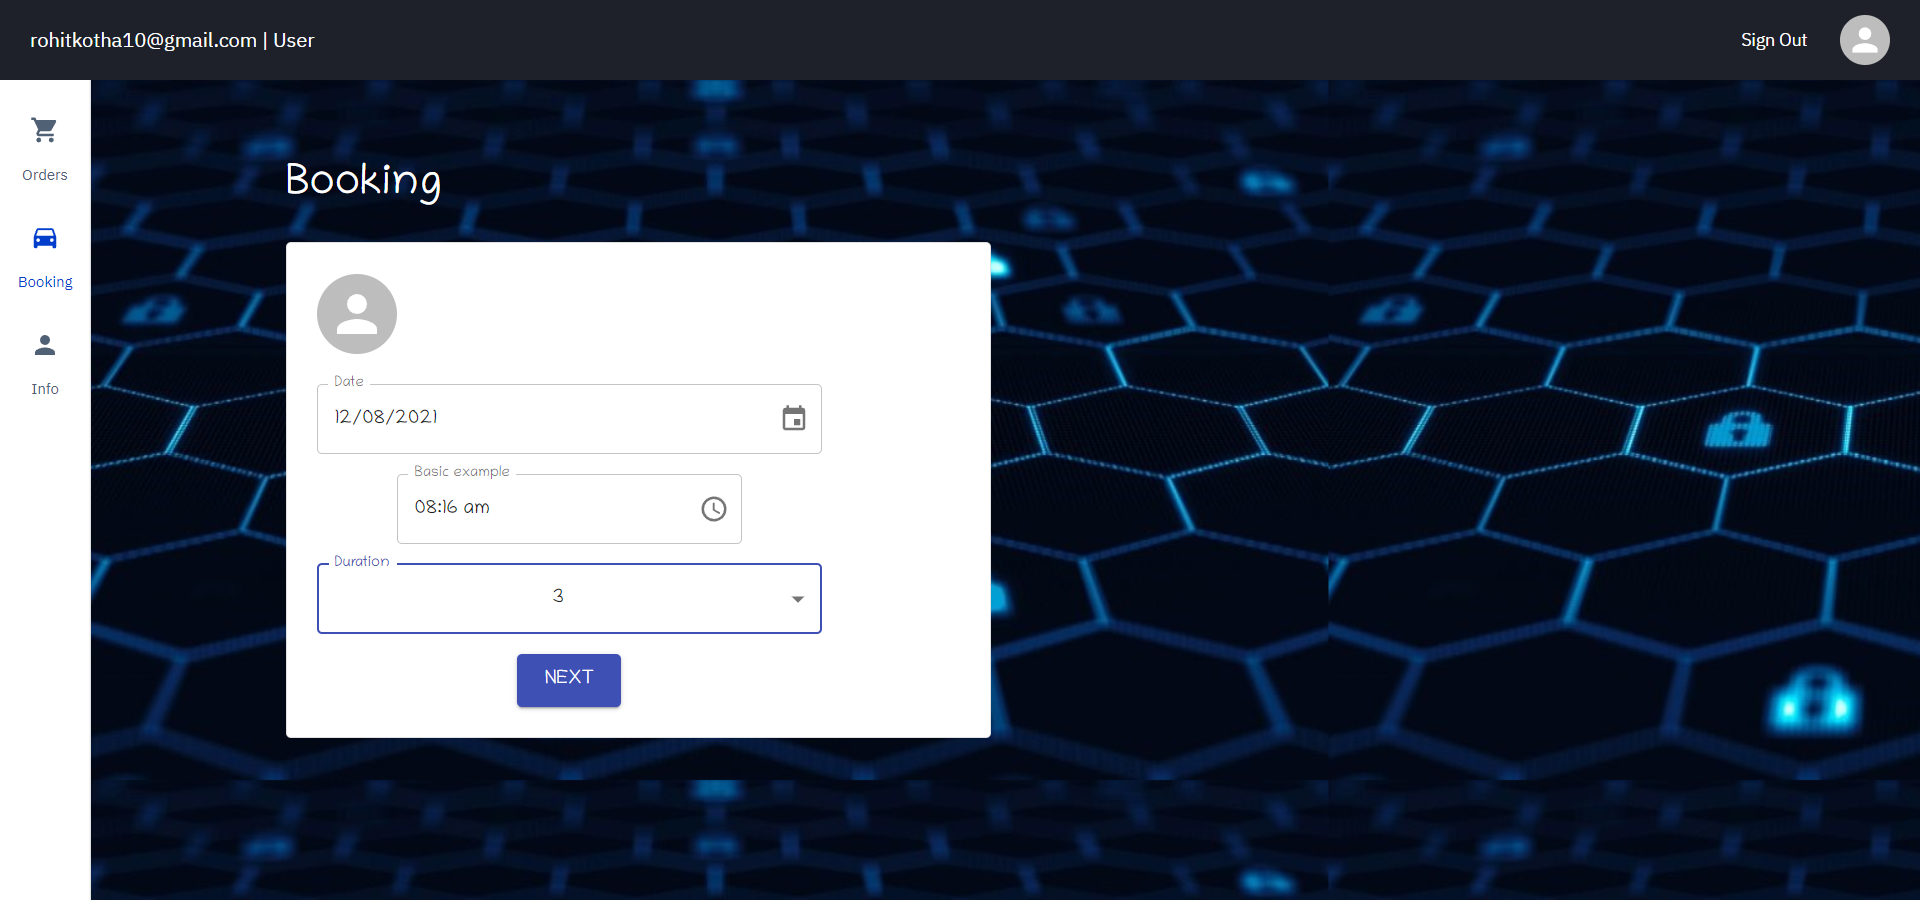 rohitkotha10@gmail.com | User
Sign Out
Orders
Booking
Info
Booking
Date
12/08/2021
Basic example
08:16 am
Duration
3
NEXT